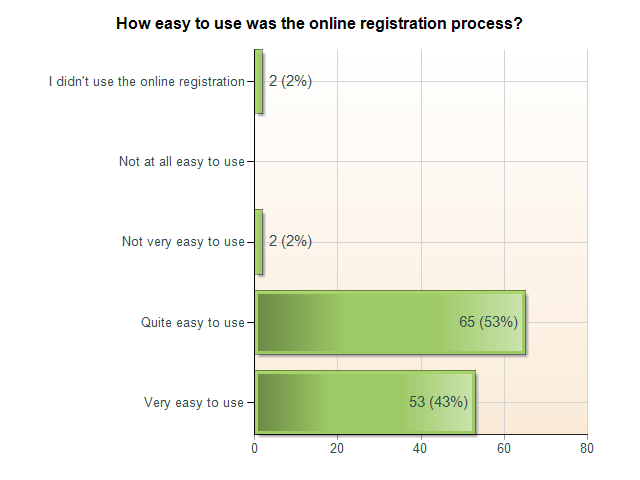 How easy to use was the online registration process?
I didn't use the online registration 2 (2%)
Not at all easy to use
Not very easy to use 2 (2%)
Quite easy to use 65 (53%)
Very easy to use 53 (43%)
0 20 40 60 80